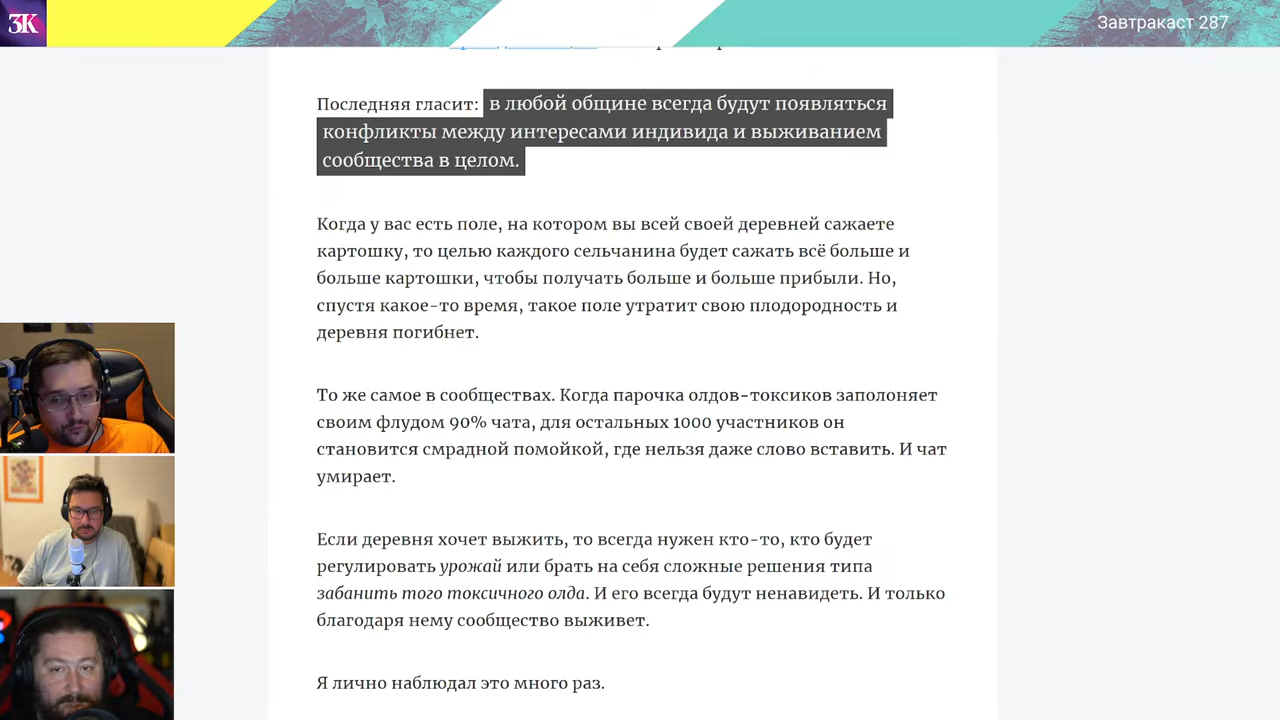 ЗК
Завтракаст 287
Последняя гласит: в любой общине всегда будут появляться
конфликты между интересами индивида и выживанием
сообщества в целом.
Когда у вас есть поле, на котором вы всей своей деревней сажаете
картошку, то целью каждого сельчанина будет сажать всё больше и
больше картошки, чтобы получать больше и больше прибыли. Но,
спустя какое-то время, такое поле утратит свою плодородность и
деревня погибнет.
То же самое в сообществах. Когда парочка олдов-токсиков заполоняет
своим флудом 90% чата, для остальных 1000 участников он
становится смрадной помойкой, где нельзя даже слово вставить. И чат
умирает.
Если деревня хочет выжить, то всегда нужен кто-то, кто будет
регулировать урожай или брать на себя сложные решения типа
забанить того токсичного олда. И его всегда будут ненавидеть. И только
благодаря нему сообщество выживет.
Я лично наблюдал это много раз.